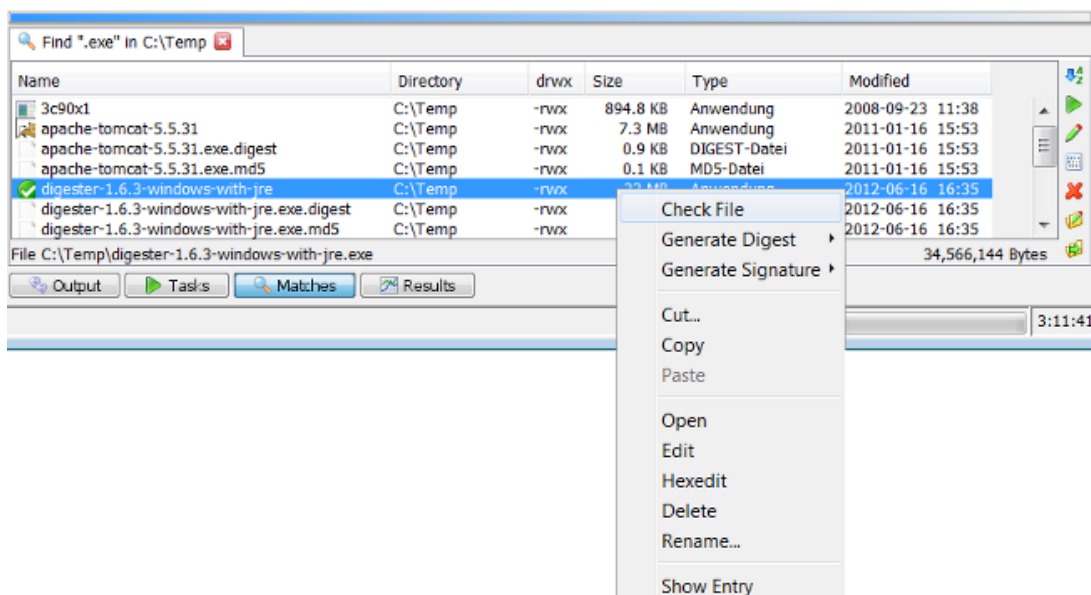 Find ".exe" in C:\Temp
Name Directory drwx Size Type Modified
3c90x1 C:\Temp -rwx 894.8 KB Anwendung 2008-09-23 11:38
apache-tomcat-5.5.31 C:\Temp -rwx 7.3 MB Anwendung 2011-01-16 15:53
apache-tomcat-5.5.31.exe.digest C:\Temp -rwx 0.9 KB DIGEST-Datei 2011-01-16 15:53
apache-tomcat-5.5.31.exe.md5 C:\Temp -rwx 0.1 KB MD5-Datei 2011-01-16 15:53
digester-1.6.3-windows-with-jre C:\Temp -rwx 33 MB Anwendung 2012-06-16 16:35
digester-1.6.3-windows-with-jre.exe.digest C:\Temp -rwx 2012-06-16 16:35
digester-1.6.3-windows-with-jre.exe.md5 C:\Temp -rwx 2012-06-16 16:35
File C:\Temp\digester-1.6.3-windows-with-jre.exe 34,566,144 Bytes
Output Tasks Matches Results
3:11:41
Check File
Generate Digest
Generate Signature
Cut...
Copy
Paste
Open
Edit
Hexedit
Delete
Rename...
Show Entry